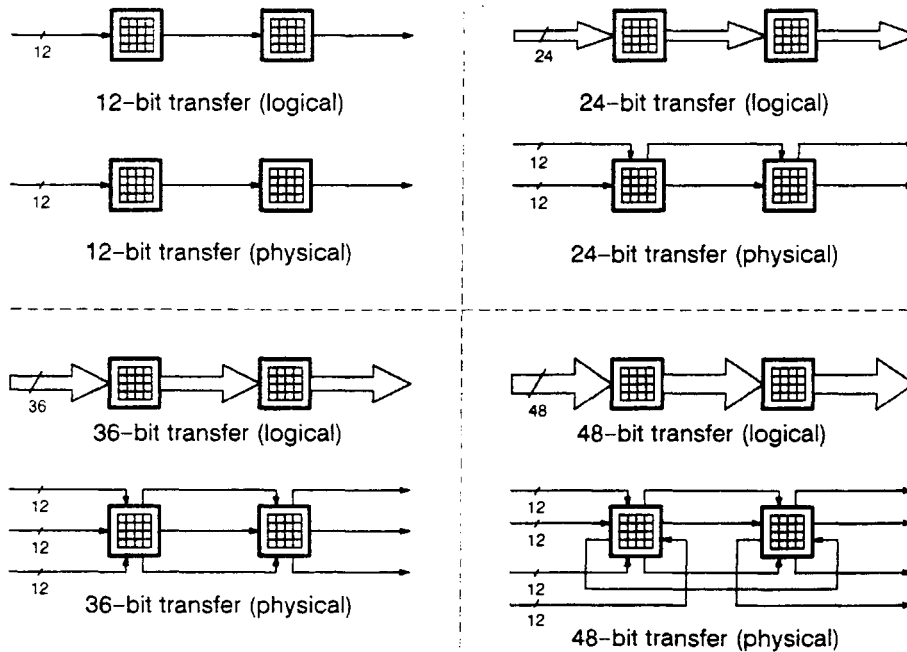 12
12–bit transfer (logical)
12
12–bit transfer (physical)
24
24–bit transfer (logical)
12
12
24–bit transfer (physical)
36
36–bit transfer (logical)
12
12
12
36–bit transfer (physical)
48
48–bit transfer (logical)
12
12
12
12
48–bit transfer (physical)